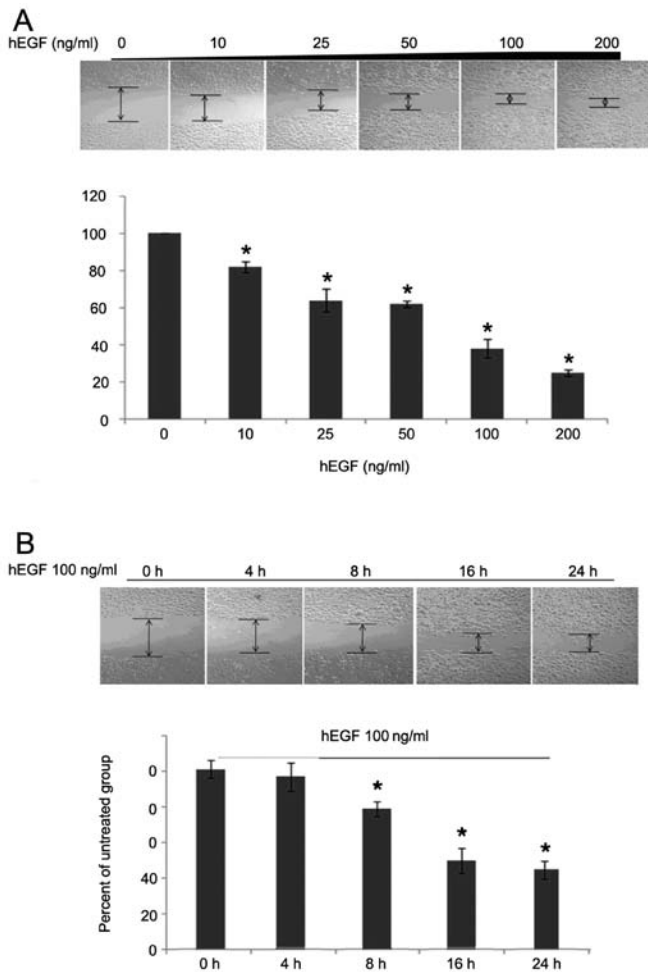 A
hEGF (ng/ml) 0 10 25 50 100 200
120
100
80
60
40
20
0
* * * * *
0 10 25 50 100 200
hEGF (ng/ml)
B
hEGF 100 ng/ml 0 h 4 h 8 h 16 h 24 h
hEGF 100 ng/ml
Percent of untreated group
0
0
0
40
20
0
* * *
0 h 4 h 8 h 16 h 24 h